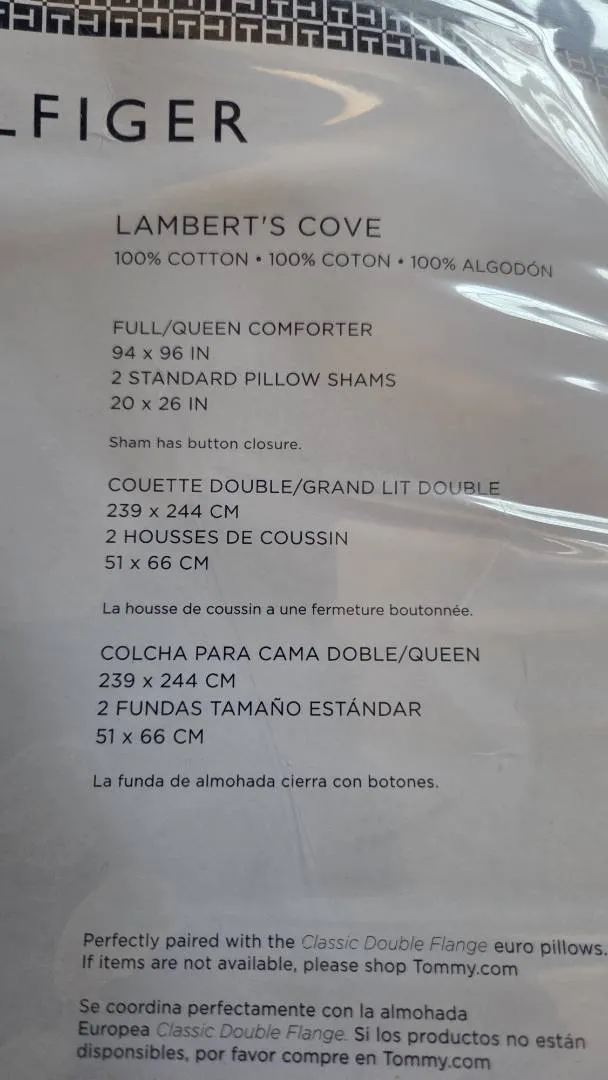 LFIGER
LAMBERT'S COVE
100% COTTON • 100% COTON • 100% ALGODÓN
FULL/QUEEN COMFORTER
94 x 96 IN
2 STANDARD PILLOW SHAMS
20 x 26 IN
Sham has button closure.
COUETTE DOUBLE/GRAND LIT DOUBLE
239 x 244 CM
2 HOUSSES DE COUSSIN
51 x 66 CM
La housse de coussin a une fermeture boutonnée.
COLCHA PARA CAMA DOBLE/QUEEN
239 x 244 CM
2 FUNDAS TAMAÑO ESTÁNDAR
51 x 66 CM
La funda de almohada cierra con botones.
Perfectly paired with the Classic Double Flange euro pillows.
If items are not available, please shop Tommy.com
Se coordina perfectamente con la almohada
Europea Classic Double Flange. Si los productos no están
disponsibles, por favor compre en Tommy.com